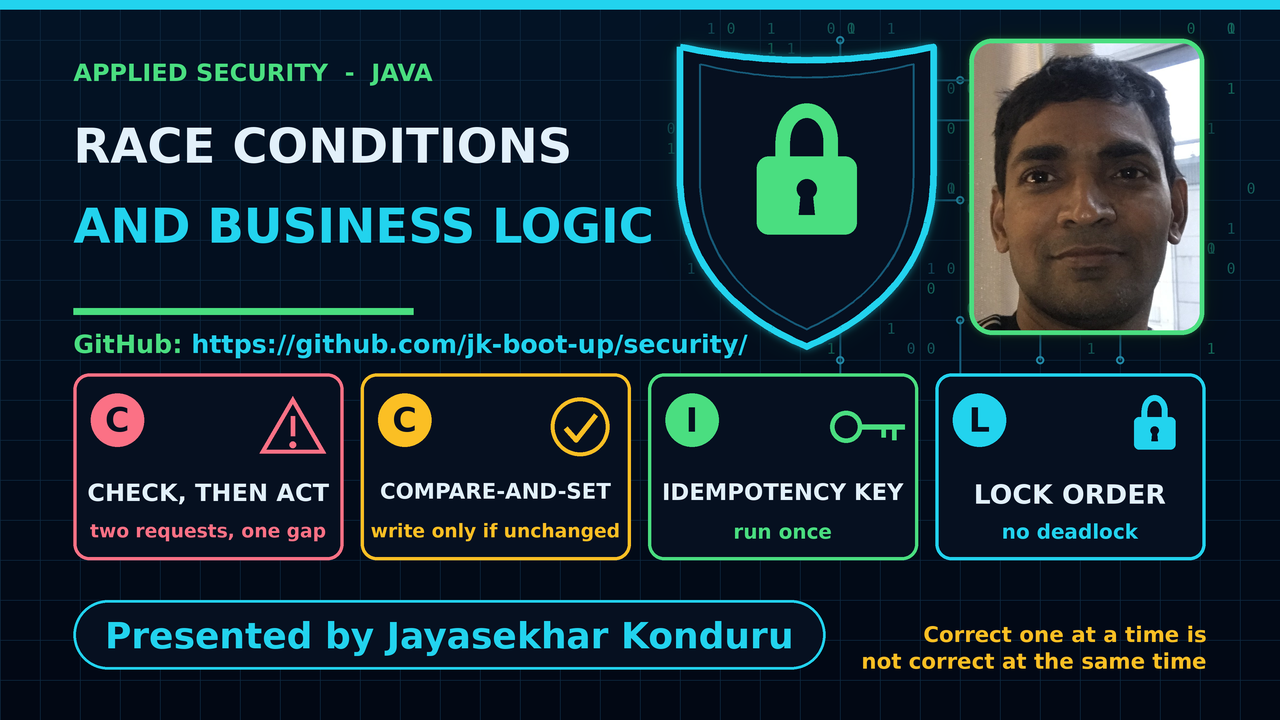 APPLIED SECURITY - JAVA
RACE CONDITIONS
AND BUSINESS LOGIC
GitHub: https://github.com/jk-boot-up/security/
C
CHECK, THEN ACT
two requests, one gap
C
COMPARE-AND-SET
write only if unchanged
I
IDEMPOTENCY KEY
run once
L
LOCK ORDER
no deadlock
Presented by Jayasekhar Konduru
Correct one at a time is
not correct at the same time